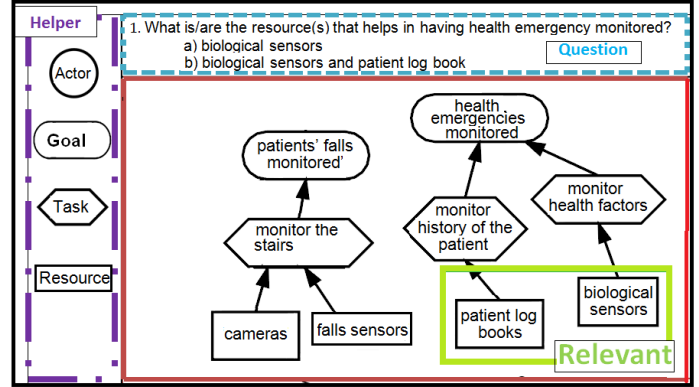 Helper
Actor
Goal
Task
Resource
1. What is/are the resource(s) that helps in having health emergency monitored?
a) biological sensors
b) biological sensors and patient log book
Question
health
emergencies
monitored
patients' falls
monitored'
monitor
health factors
monitor
history of the
patient
monitor the
stairs
biological
sensors
patient log
books
cameras
falls sensors
Relevant